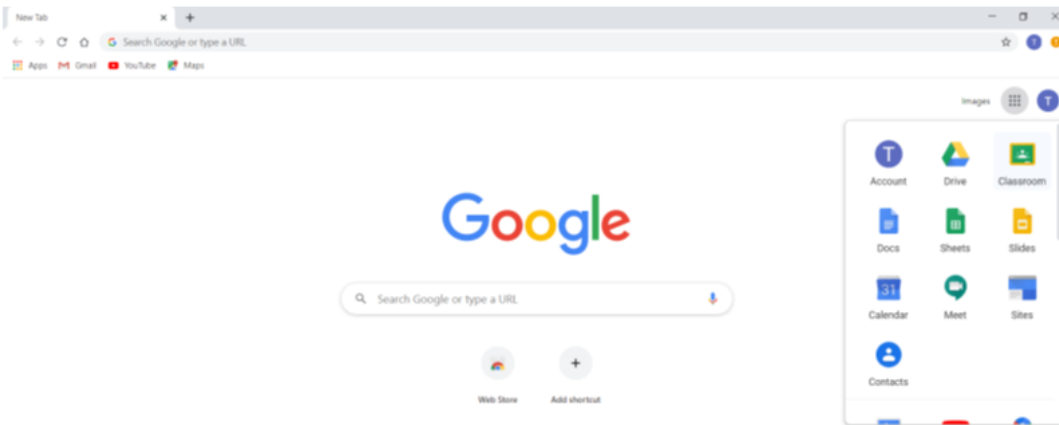 New Tab
Search Google or type a URL
Apps Gmail YouTube Maps
Images T
T
Account Drive Classroom
Docs Sheets Slides
31
Calendar Meet Sites
Contacts
Google
Search Google or type a URL
Web Store Add shortcut